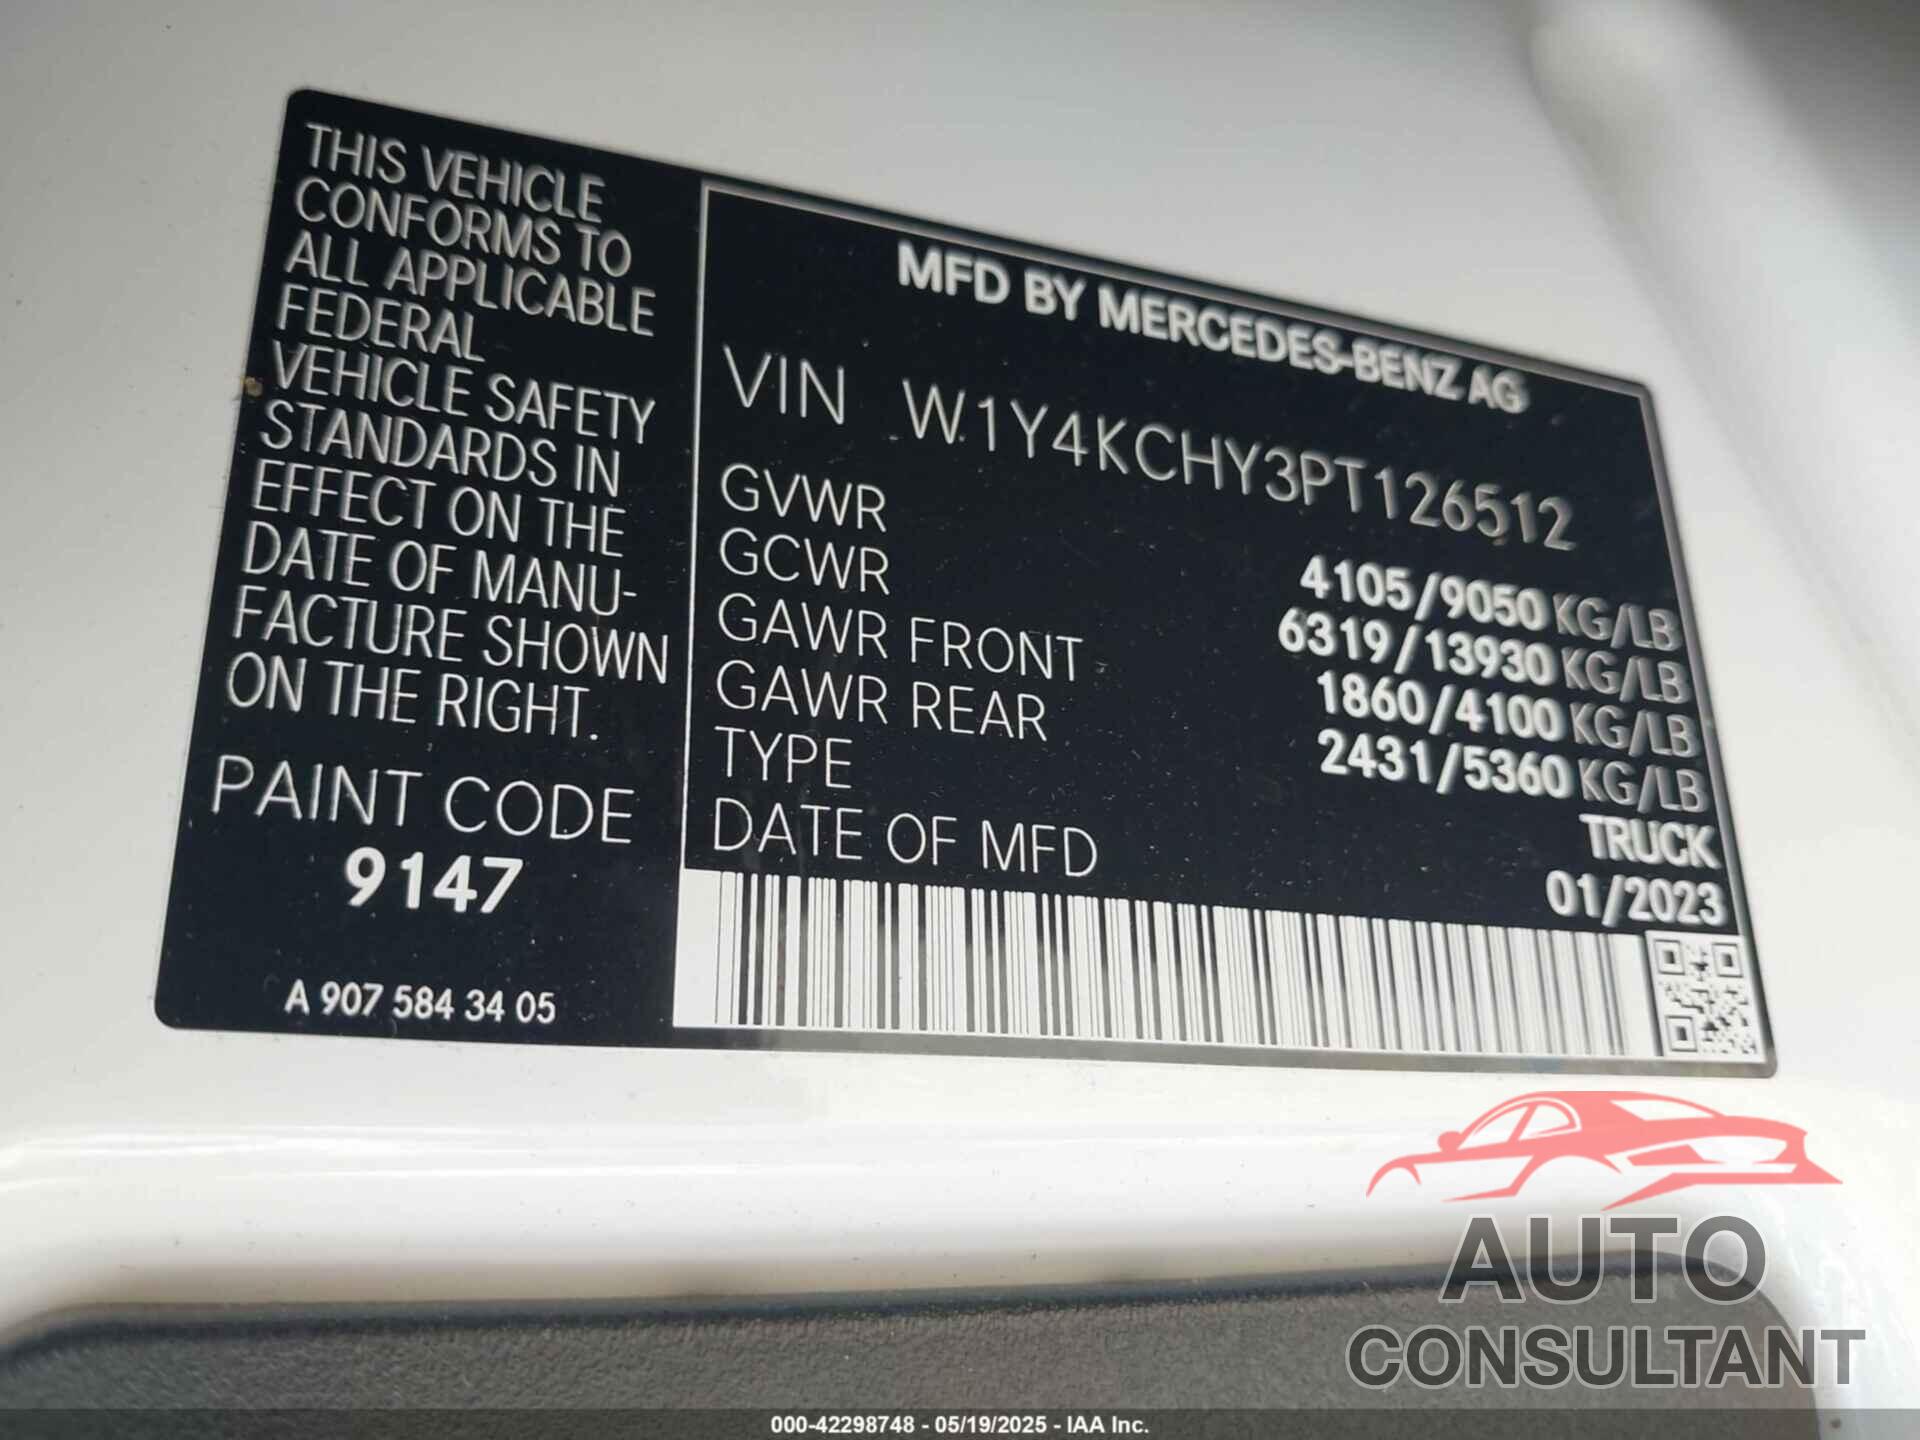 THIS VEHICLE
CONFORMS TO
ALL APPLICABLE
FEDERAL
VEHICLE SAFETY
STANDARDS IN
EFFECT ON THE
DATE OF MANU-
FACTURE SHOWN
ON THE RIGHT.
PAINT CODE
9147
A 907 584 34 05
MFD BY MERCEDES-BENZ AG
VIN W1Y4KCHY3PT126512
GVWR 4105/9050 KG/LB
GCWR 6319/13930 KG/LB
GAWR FRONT 1860/4100 KG/LB
GAWR REAR 2431/5360 KG/LB
TYPE TRUCK
DATE OF MFD 01/2023
AUTO
CONSULTANT
000-42298748 - 05/19/2025 - IAA Inc.